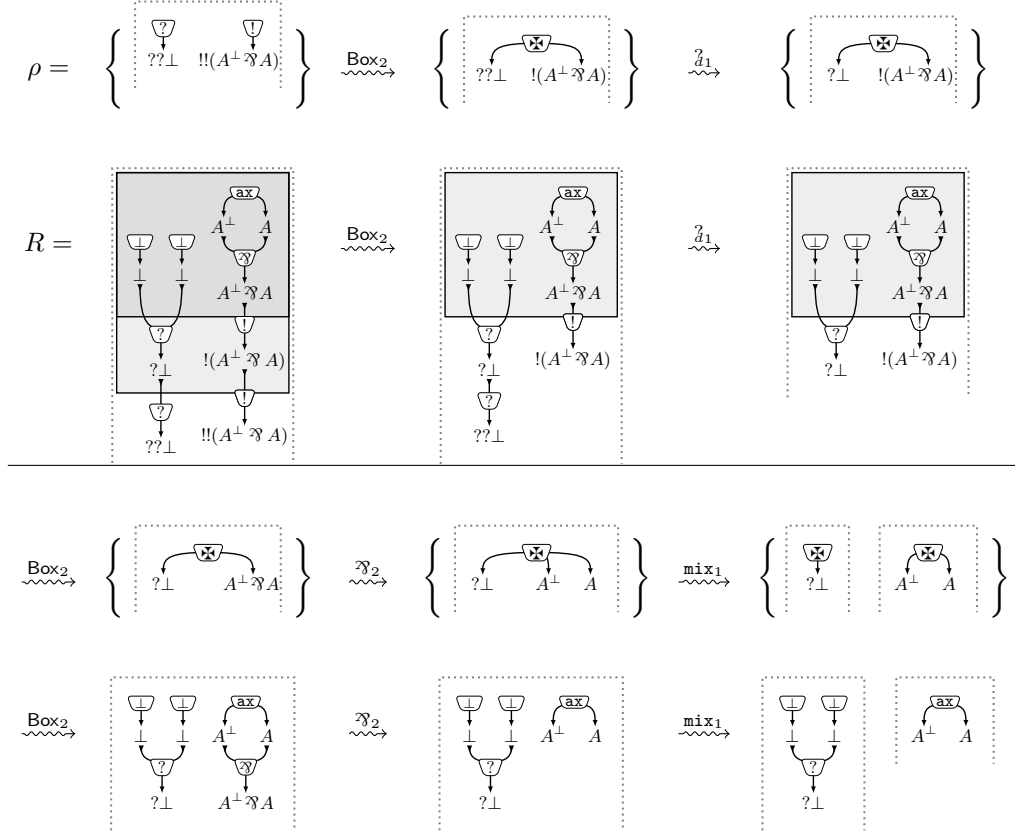 ? !
ρ = { ??⊥ !!(A⊥ ⅋ A) } Box₂ { ✠ ??⊥ !(A⊥ ⅋ A) } ?d₁ { ✠ ?⊥ !(A⊥ ⅋ A) }
ax ax ax
⊥ ⊥ A⊥ A ⊥ ⊥ A⊥ A ⊥ ⊥ A⊥ A
R = Box₂ ?d₁
⅋ ⅋ ⅋
⊥ ⊥ A⊥ ⅋ A ⊥ ⊥ A⊥ ⅋ A ⊥ ⊥ A⊥ ⅋ A
? ! ? ! ? !
?⊥ !(A⊥ ⅋ A) ?⊥ !(A⊥ ⅋ A) ?⊥ !(A⊥ ⅋ A)
? ! ?
??⊥ !!(A⊥ ⅋ A) ??⊥
Box₂ { ✠ ?⊥ A⊥ ⅋ A } ⅋₂ { ✠ ?⊥ A⊥ A } mix₁ { ✠ ?⊥ ✠ A⊥ A }
⊥ ⊥ ax ⊥ ⊥ ax ⊥ ⊥ ax
Box₂ ⊥ ⊥ A⊥ A ⅋₂ ⊥ ⊥ A⊥ A mix₁ ⊥ ⊥ A⊥ A
? ⅋ ? ?
?⊥ A⊥ ⅋ A ?⊥ ?⊥